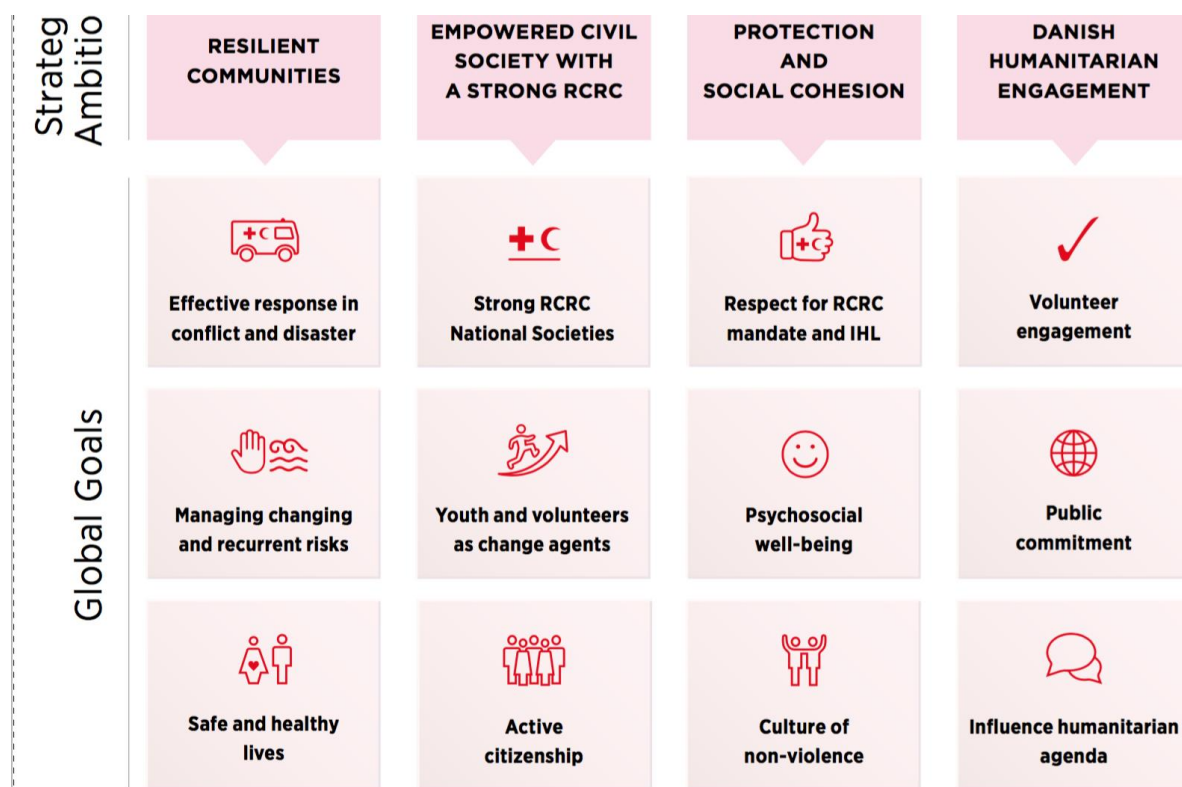 Strateg
Ambitio
RESILIENT
COMMUNITIES
EMPOWERED CIVIL
SOCIETY WITH
A STRONG RCRC
PROTECTION
AND
SOCIAL COHESION
DANISH
HUMANITARIAN
ENGAGEMENT
Global Goals
Effective response in
conflict and disaster
Strong RCRC
National Societies
Respect for RCRC
mandate and IHL
Volunteer
engagement
Managing changing
and recurrent risks
Youth and volunteers
as change agents
Psychosocial
well-being
Public
commitment
Safe and healthy
lives
Active
citizenship
Culture of
non-violence
Influence humanitarian
agenda